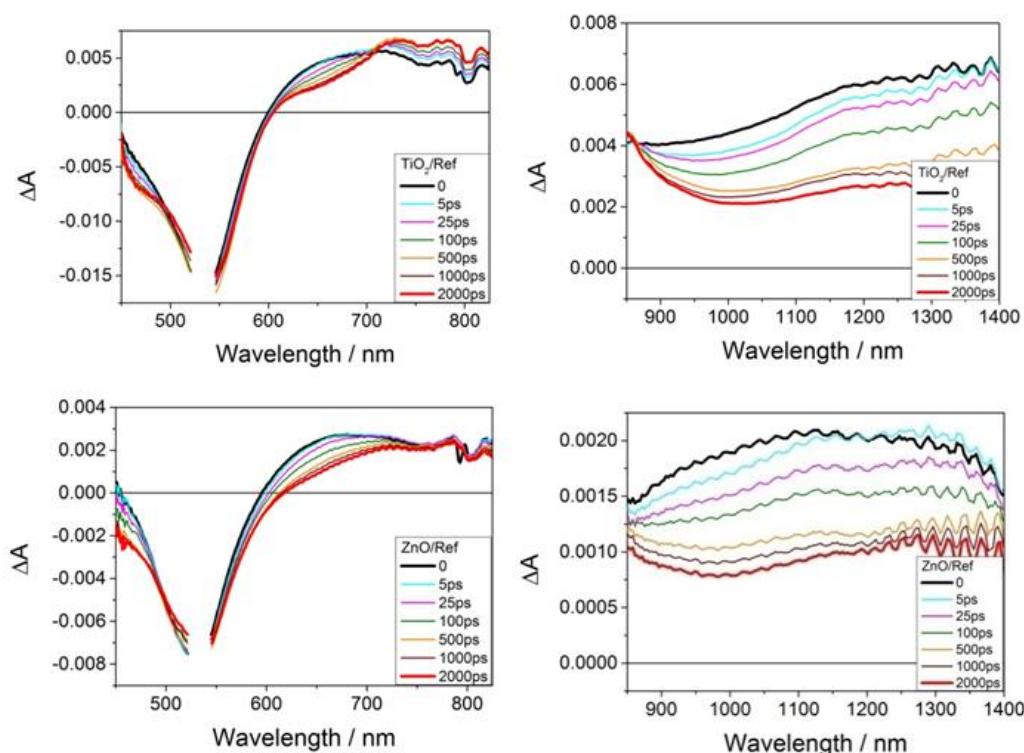 0.005
0.000
-0.005
-0.010
-0.015
ΔA
TiO₂/Ref
0
5ps
25ps
100ps
500ps
1000ps
2000ps
500 600 700 800
Wavelength / nm
0.008
0.006
0.004
0.002
0.000
ΔA
TiO₂/Ref
0
5ps
25ps
100ps
500ps
1000ps
2000ps
900 1000 1100 1200 1300 1400
Wavelength / nm
0.004
0.002
0.000
-0.002
-0.004
-0.006
-0.008
ΔA
ZnO/Ref
0
5ps
25ps
100ps
500ps
1000ps
2000ps
500 600 700 800
Wavelength / nm
0.0020
0.0015
0.0010
0.0005
0.0000
ΔA
ZnO/Ref
0
5ps
25ps
100ps
500ps
1000ps
2000ps
900 1000 1100 1200 1300 1400
Wavelength / nm